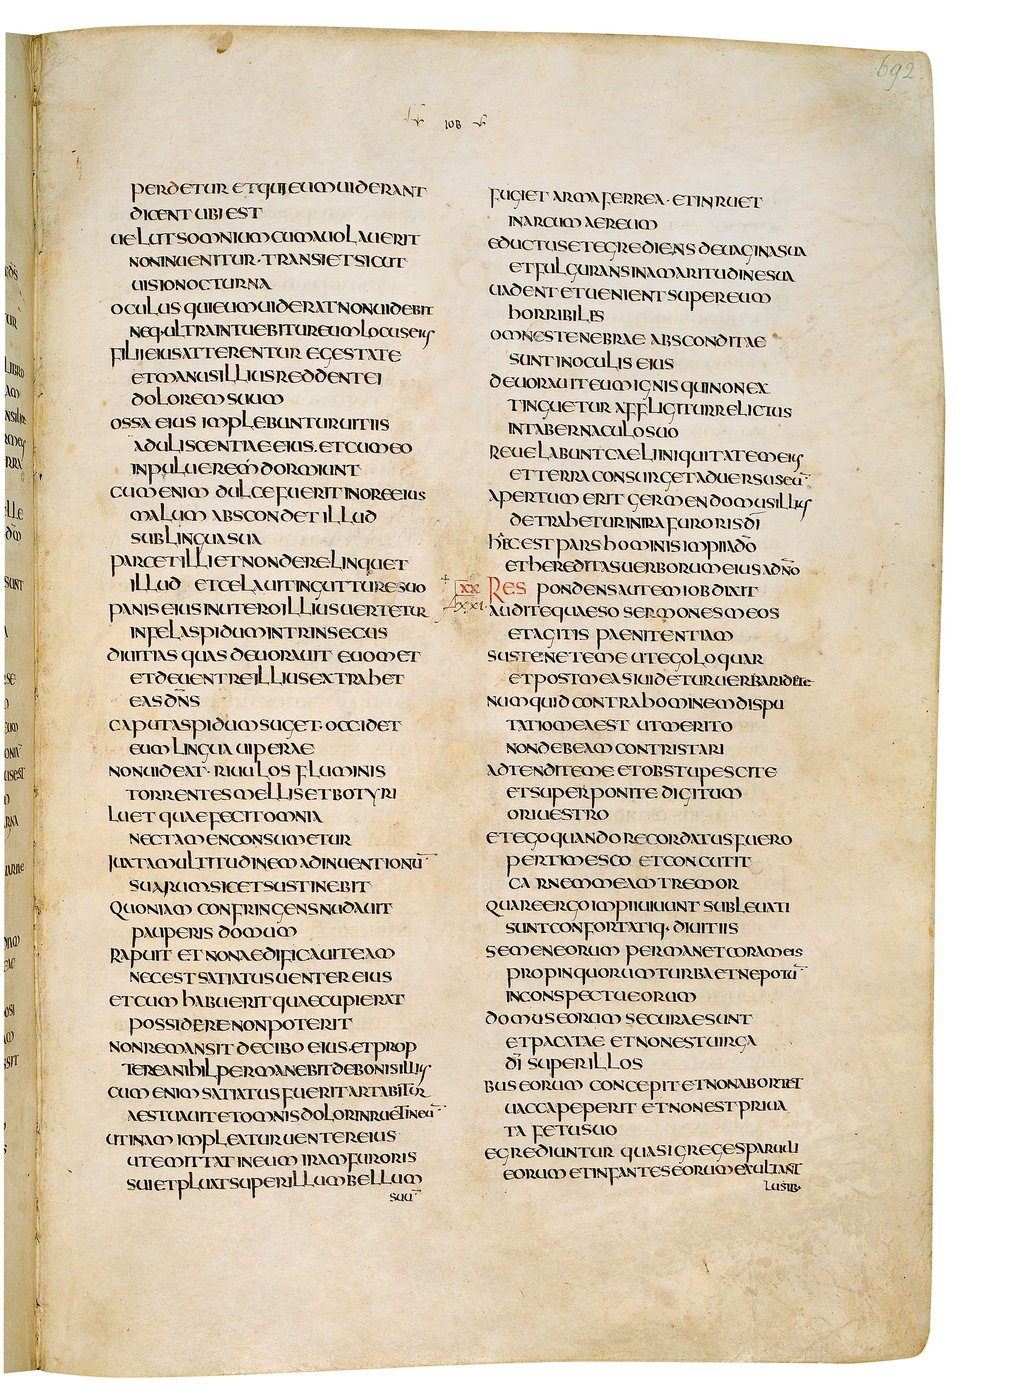 692
IOB
PERDETUR ET QUI EUM UIDERANT
DICENT UBI EST
UELUT SOMNIUM CUM AUOLAUERIT
NON INUENITUR · TRANSIET SICUT
UISIO NOCTURNA
OCULUS QUI EUM UIDERAT NON UIDEBIT
NEQ· ULTRA INTUEBITUR EUM LOCUS EIUS
FILII EIUS ATTERENTUR EGESTATE
ET MANUS ILLIUS REDDENT EI
DOLOREM SUUM
OSSA EIUS IMPLEBUNTUR UITIIS
ADULISCENTIAE EIUS · ET CUM EO
IN PULUEREM DORMIUNT
CUM ENIM DULCE FUERIT IN ORE EIUS
MALUM ABSCONDET ILLUD
SUB LINGUA SUA
PARCET ILLI ET NON DERELINQUET
ILLUD ET CELAUIT IN GUTTURE SUO
PANIS EIUS IN UTERO ILLIUS UERTETUR
IN FEL ASPIDUM INTRINSECUS
DIUITIAS QUAS DEUORAUIT EUOMET
ET DE UENTRE ILLIUS EXTRAHET
EAS DNS
CAPUT ASPIDUM SUGET · OCCIDET
EUM LINGUA UIPERAE
NON UIDEAT · RIUULOS FLUMINIS
TORRENTES MELLIS ET BOTYRI
LUET QUAE FECIT OMNIA
NEC TAMEN CONSUMETUR
IUXTA MULTITUDINEM ADINUENTIONŪ
SUARUM SIC ET SUSTINEBIT
QUONIAM CONFRINGENS NUDAUIT
PAUPERIS DOMUM
RAPUIT ET NON AEDIFICAUIT EAM
NEC EST SATIATUS UENTER EIUS
ET CUM HABUERIT QUAE CUPIERAT
POSSIDERE NON POTERIT
NON REMANSIT DE CIBO EIUS · ET PROP
TEREA NIHIL PERMANEBIT DE BONIS ILLIUS
CUM ENIM SATIATUS FUERIT ARTABITUR
AESTUAUIT ET OMNIS DOLOR INRUET IN EŪ
UTINAM IMPLEATUR UENTER EIUS
UT EMITTAT IN EUM IRAM FURORIS
SUI ET PLUAT SUPER ILLUM BELLUM
SUŪ
FUGIET ARMA FERREA · ET INRUET
IN ARCUM AEREUM
EDUCTUS ET EGREDIENS DE UAGINA SUA
ET FULGURANS IN AMARITUDINE SUA
UADENT ET UENIENT SUPER EUM
HORRIBILES
OMNES TENEBRAE ABSCONDITAE
SUNT IN OCULIS EIUS
DEUORAUIT EUM IGNIS QUI NON EX
TINGUETUR AFFLIGITUR RELICTUS
IN TABERNACULO SUO
REUELABUNT CAELI INIQUITATEM EIUS
ET TERRA CONSURGET ADUERSUS EŪ
APERTUM ERIT GERMEN DOMUS ILLIUS
DETRAHETUR IN IRA FURORIS DĪ
HAEC EST PARS HOMINIS IMPII A DŌ
ET HEREDITAS UERBORUM EIUS A DN̄O
XX RESPONDENS AUTEM IOB DIXIT
XXI · AUDITE QUAESO SERMONES MEOS
ET AGITIS PAENITENTIAM
SUSTENETE ME UT EGO LOQUAR
ET POST MEA SI UIDETUR UERBA RIDETE
NUMQUID CONTRA HOMINEM DISPU
TATIO MEA EST UT MERITO
NON DEBEAM CONTRISTARI
ADTENDITE ME ET OBSTUPESCITE
ET SUPERPONITE DIGITUM
ORI UESTRO
ET EGO QUANDO RECORDATUS FUERO
PERTIMESCO ET CONCUTIT
CARNEM MEAM TREMOR
QUARE ERGO IMPII UIUUNT SUBLEUATI
SUNT CONFORTATIQ· DIUITIIS
SEMEN EORUM PERMANET CORAM EIS
PROPINQUORUM TURBA ET NEPOTŪ
IN CONSPECTU EORUM
DOMUS EORUM SECURAE SUNT
ET PACATAE ET NON EST UIRGA
DĪ SUPER ILLOS
BUS EORUM CONCEPIT ET NON ABORTIET
UACCA PEPERIT ET NON EST PRIUA
TA FETU SUO
EGREDIUNTUR QUASI GREGES PARUULI
EORUM ET INFANTES EORUM EXULTANT
LUSIB·